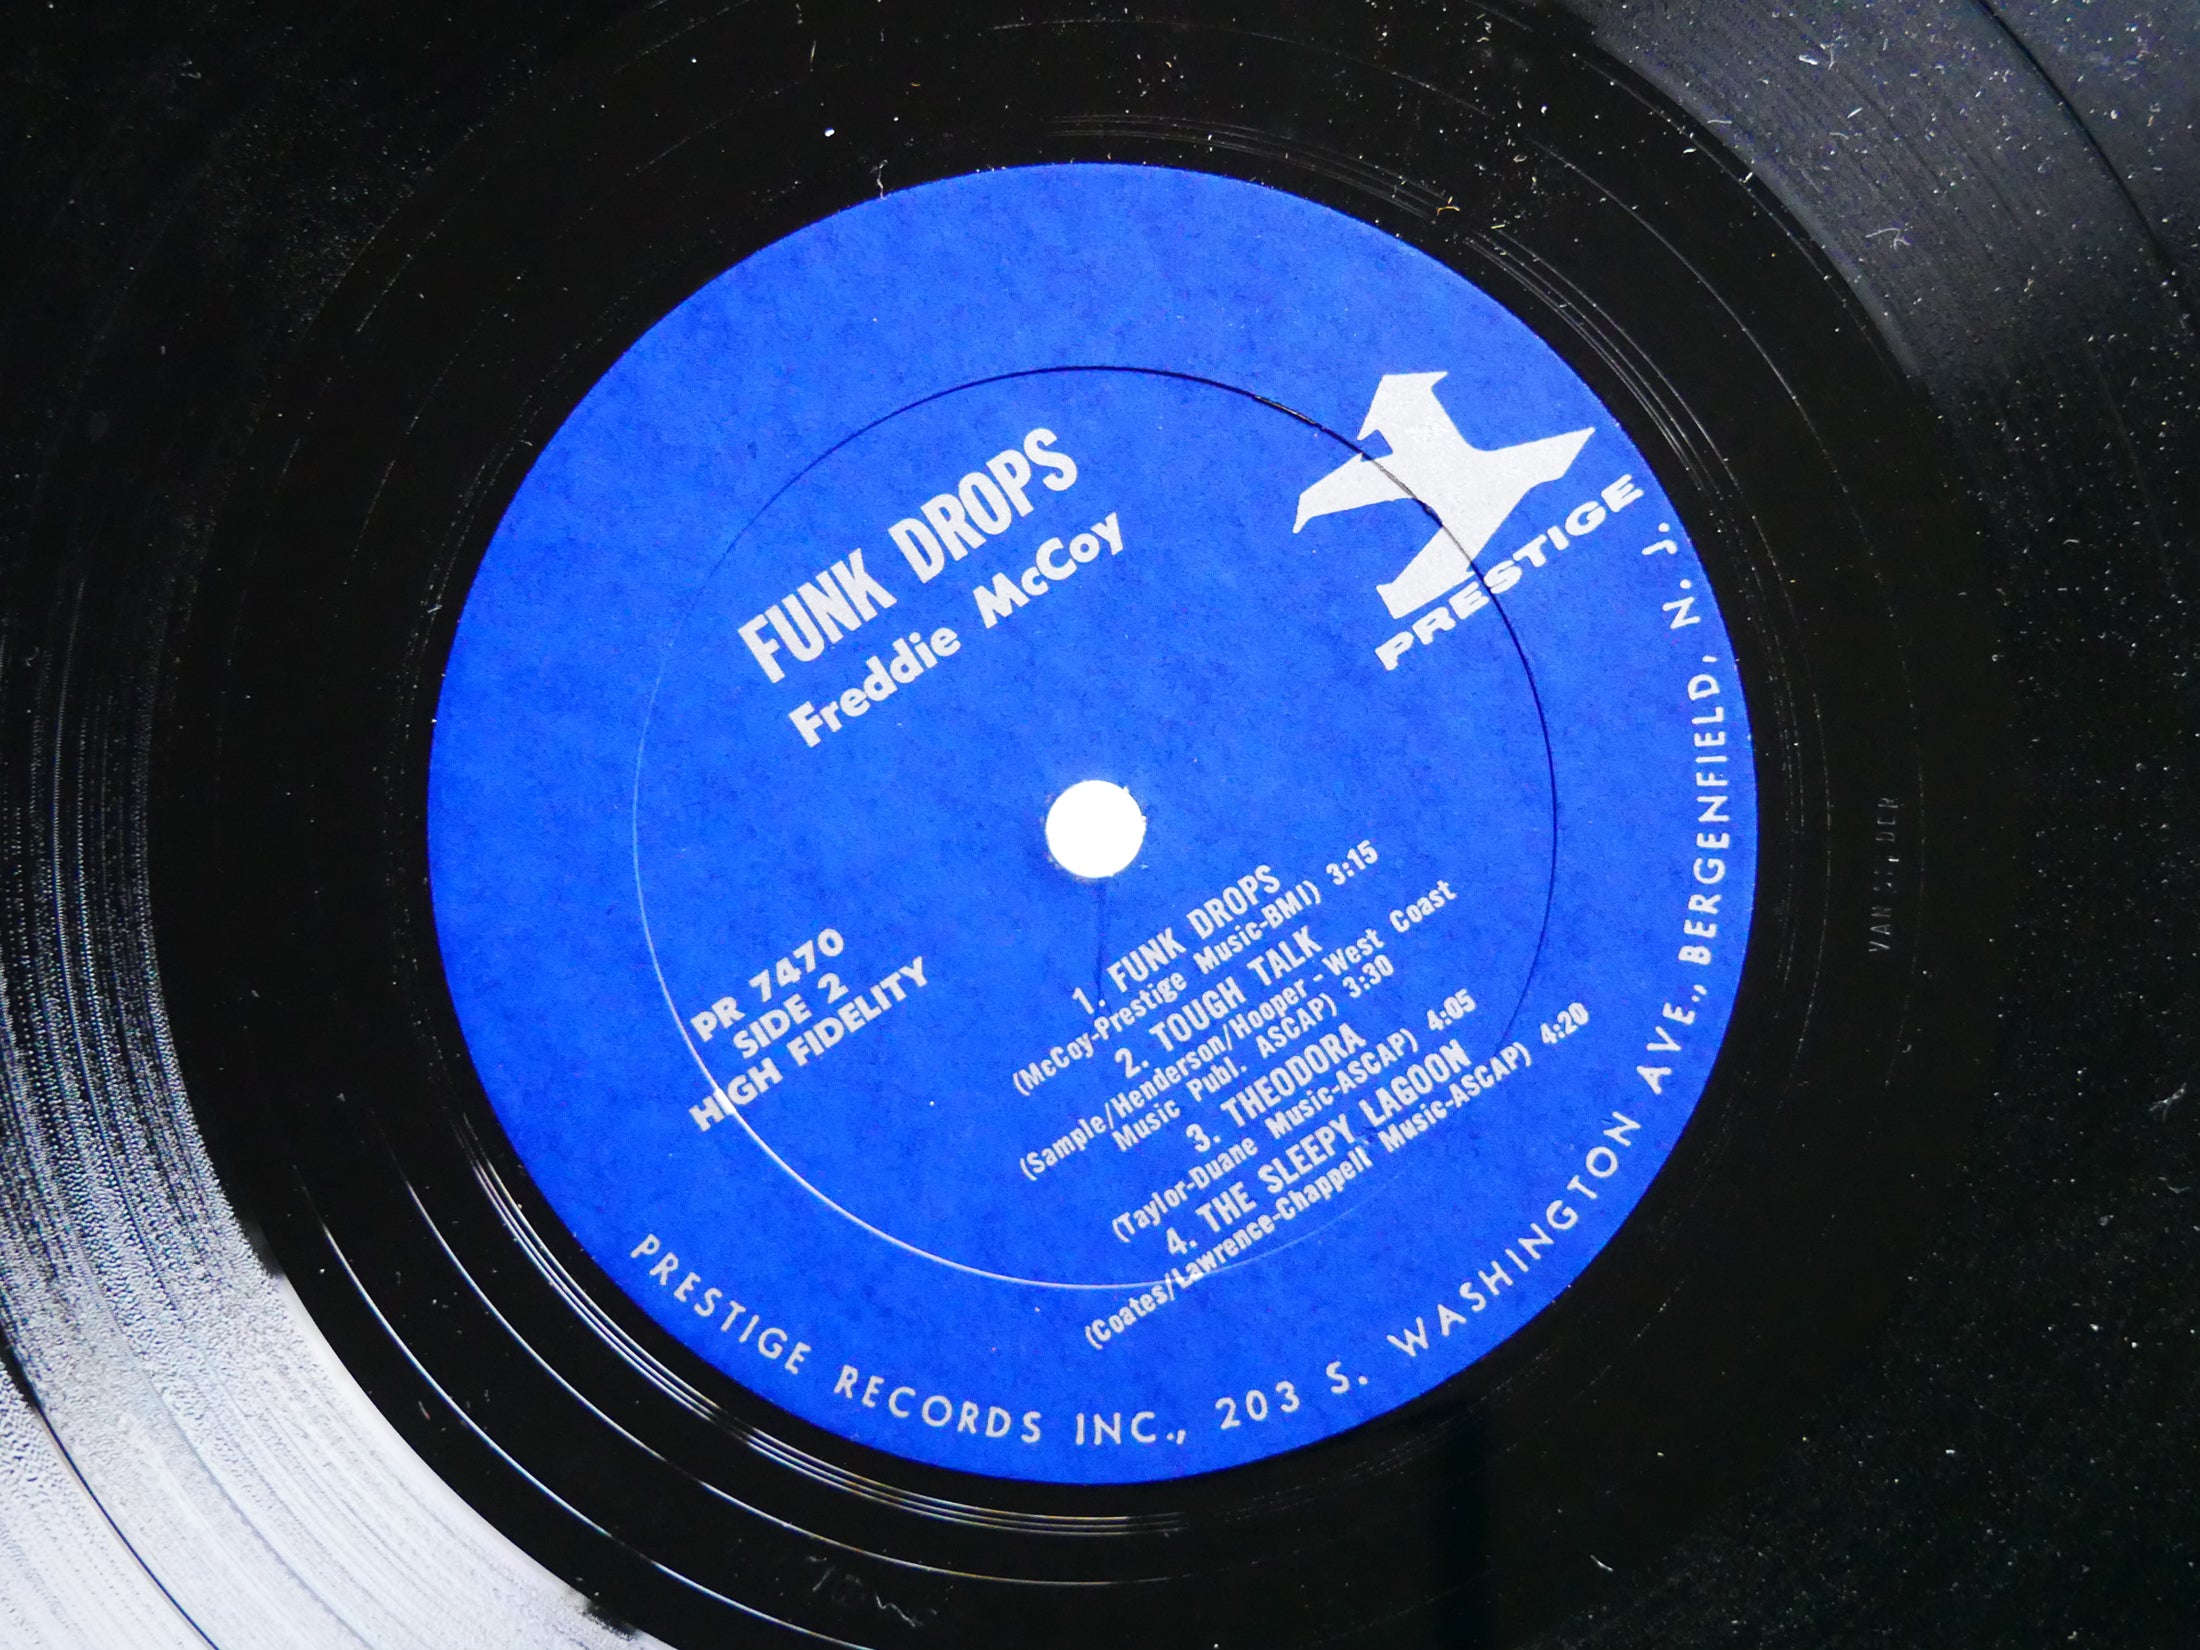 FUNK DROPS
Freddie McCoy
PRESTIGE
PR 7470
SIDE 2
HIGH FIDELITY
1. FUNK DROPS
(McCoy-Prestige Music-BMI) 3:15
2. TOUGH TALK
(Sample/Henderson/Hooper-West Coast
Music Publ. ASCAP) 3:30
3. THEODORA
(Taylor-Duane Music-ASCAP) 4:05
4. THE SLEEPY LAGOON
(Coates/Lawrence-Chappell Music-ASCAP) 4:20
PRESTIGE RECORDS INC., 203 S. WASHINGTON AVE., BERGENFIELD, N. J.